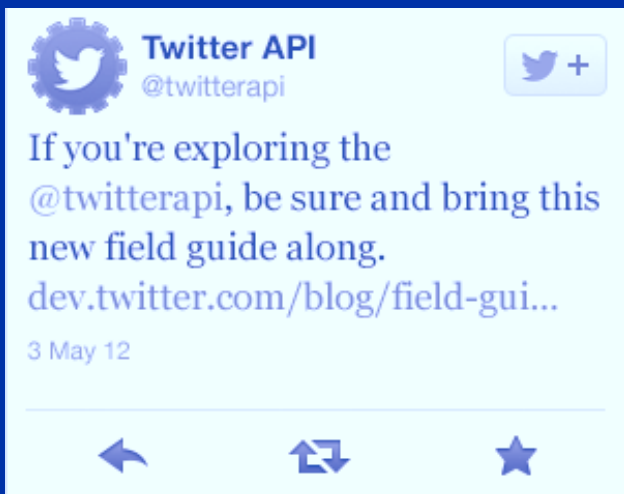 Twitter API
@twitterapi
If you're exploring the
@twitterapi, be sure and bring this
new field guide along.
dev.twitter.com/blog/field-gui...
3 May 12